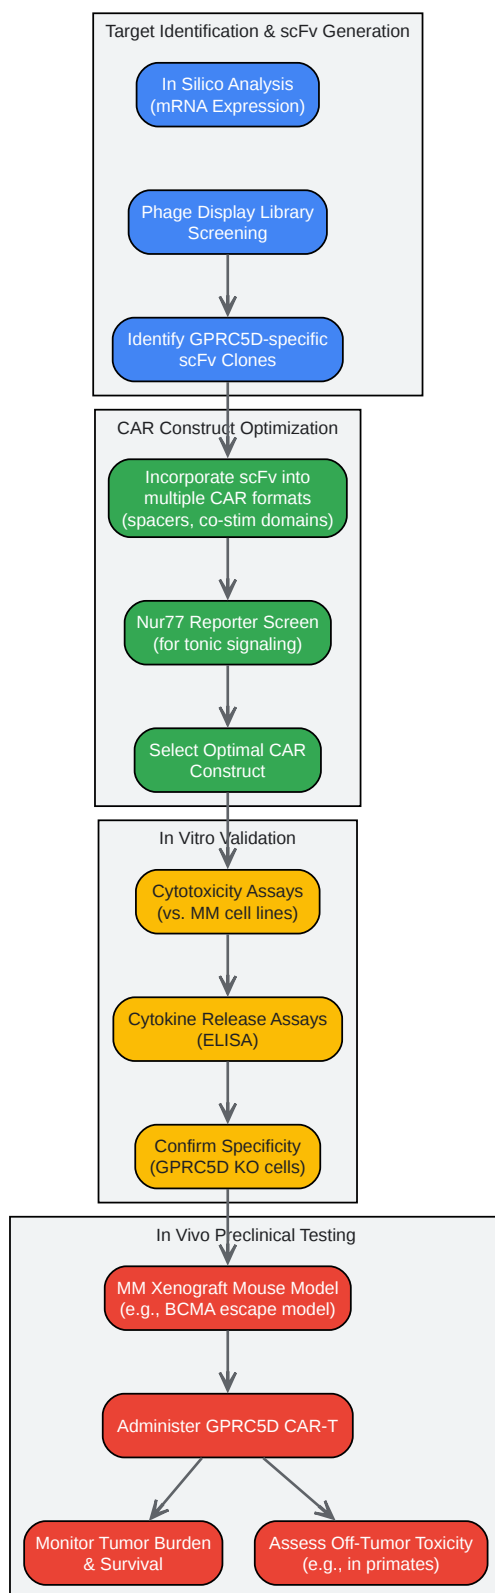 Target Identification & scFv Generation
In Silico Analysis
(mRNA Expression)
Phage Display Library
Screening
Identify GPRC5D-specific
scFv Clones
CAR Construct Optimization
Incorporate scFv into
multiple CAR formats
(spacers, co-stim domains)
Nur77 Reporter Screen
(for tonic signaling)
Select Optimal CAR
Construct
In Vitro Validation
Cytotoxicity Assays
(vs. MM cell lines)
Cytokine Release Assays
(ELISA)
Confirm Specificity
(GPRC5D KO cells)
In Vivo Preclinical Testing
MM Xenograft Mouse Model
(e.g., BCMA escape model)
Administer GPRC5D CAR-T
Monitor Tumor Burden
& Survival
Assess Off-Tumor Toxicity
(e.g., in primates)